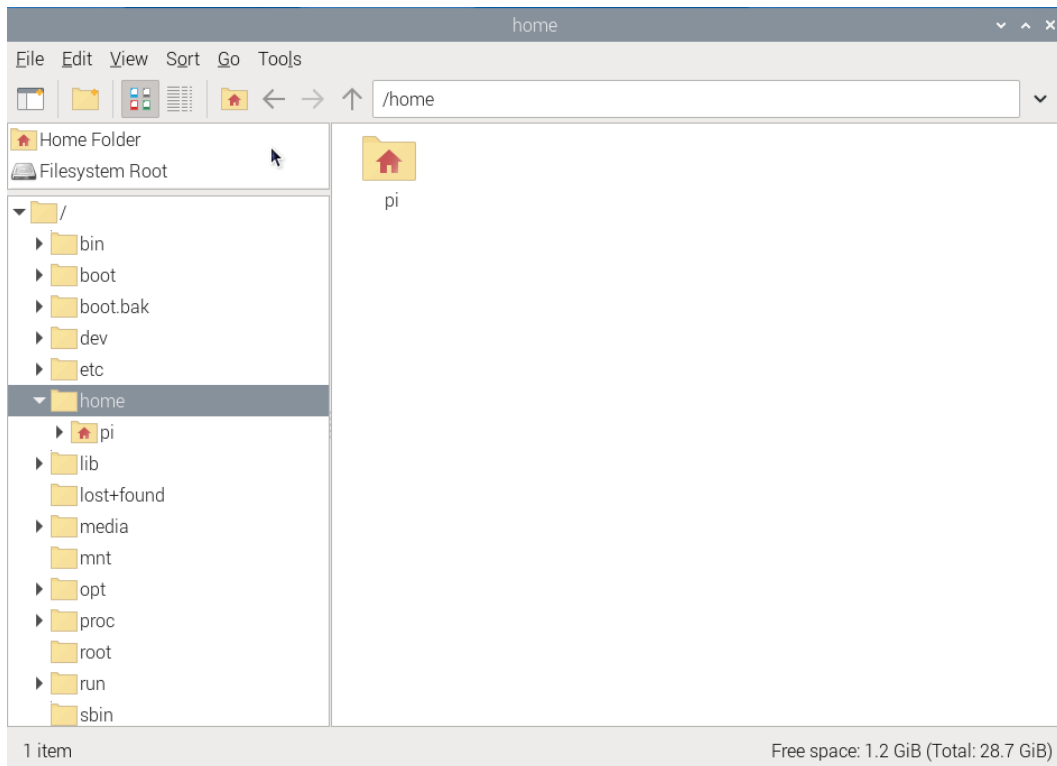 home
File Edit View Sort Go Tools
/home
Home Folder
Filesystem Root
/
bin
boot
boot.bak
dev
etc
home
pi
lib
lost+found
media
mnt
opt
proc
root
run
sbin
pi
1 item
Free space: 1.2 GiB (Total: 28.7 GiB)